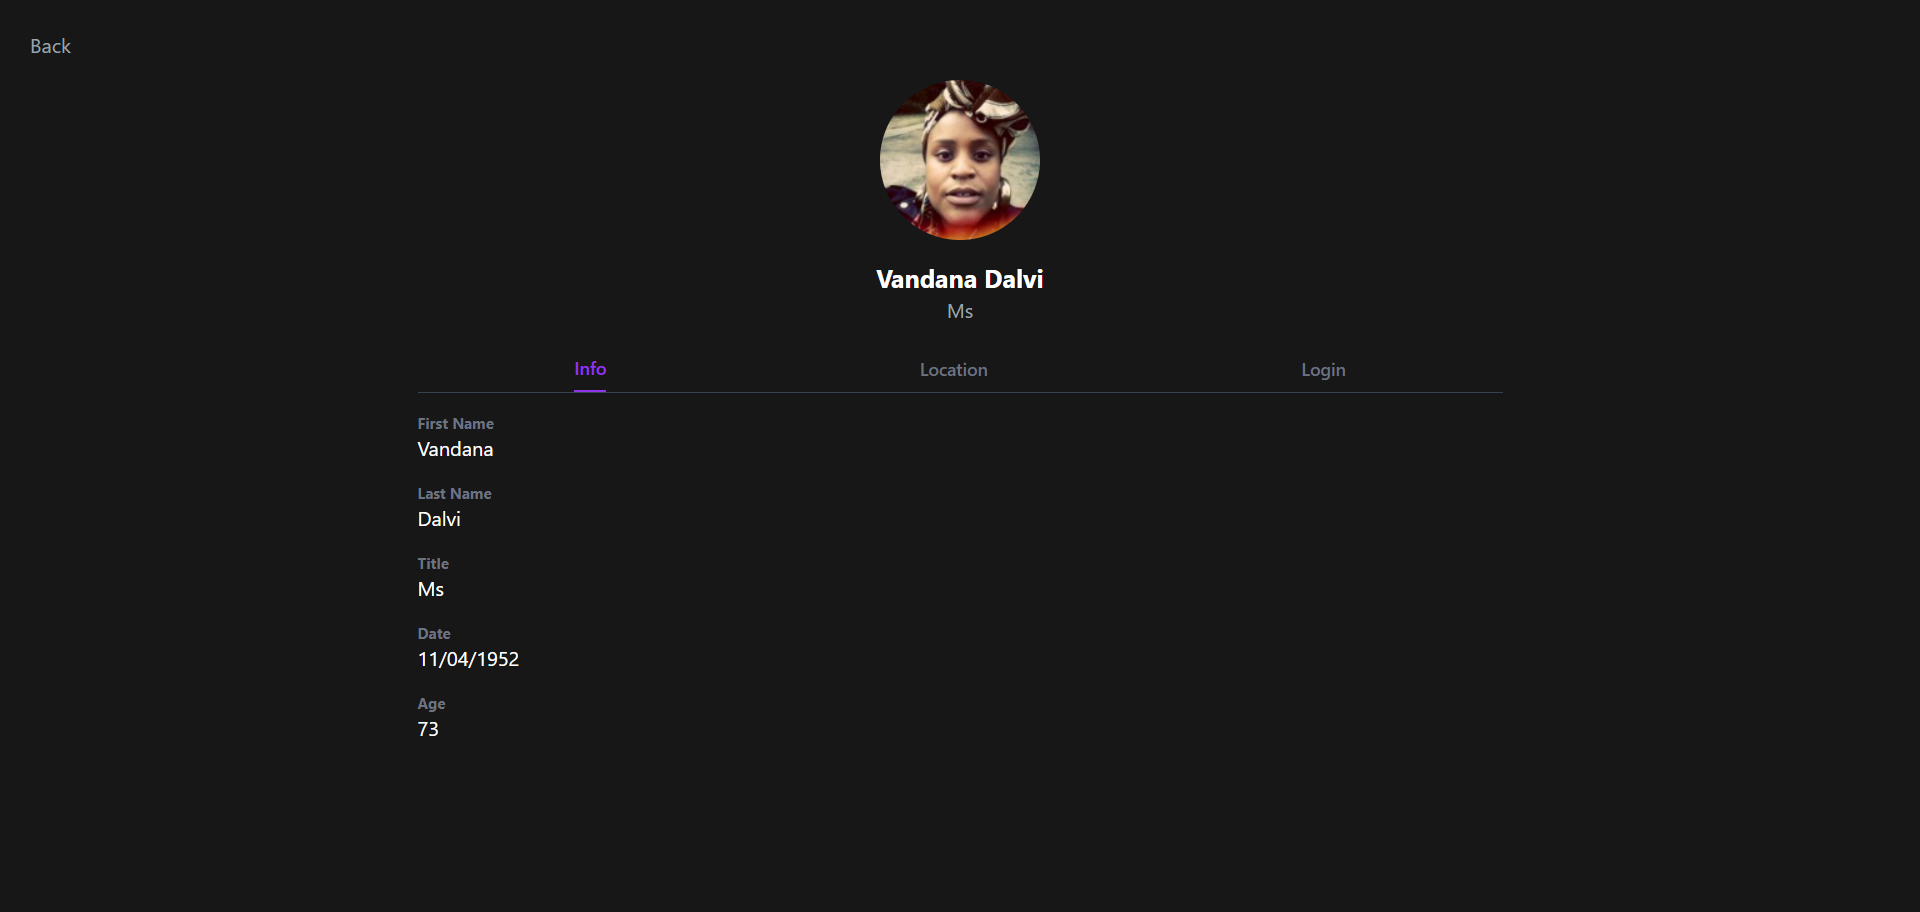 Back
Vandana Dalvi
Ms
Info Location Login
First Name
Vandana
Last Name
Dalvi
Title
Ms
Date
11/04/1952
Age
73